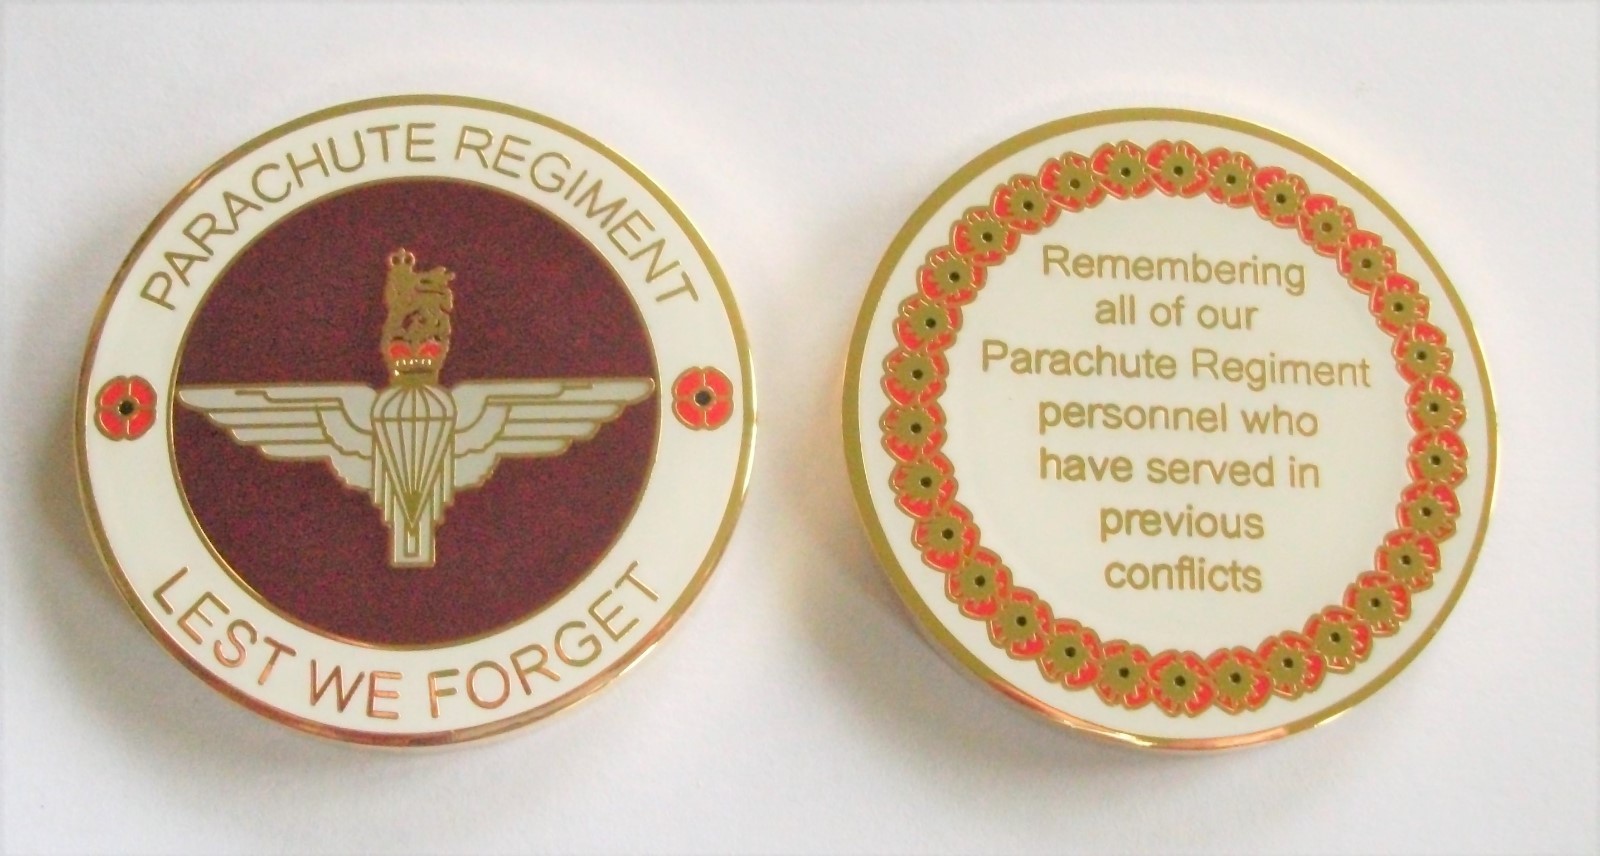 PARACHUTE REGIMENT
LEST WE FORGET
Remembering
all of our
Parachute Regiment
personnel who
have served in
previous
conflicts